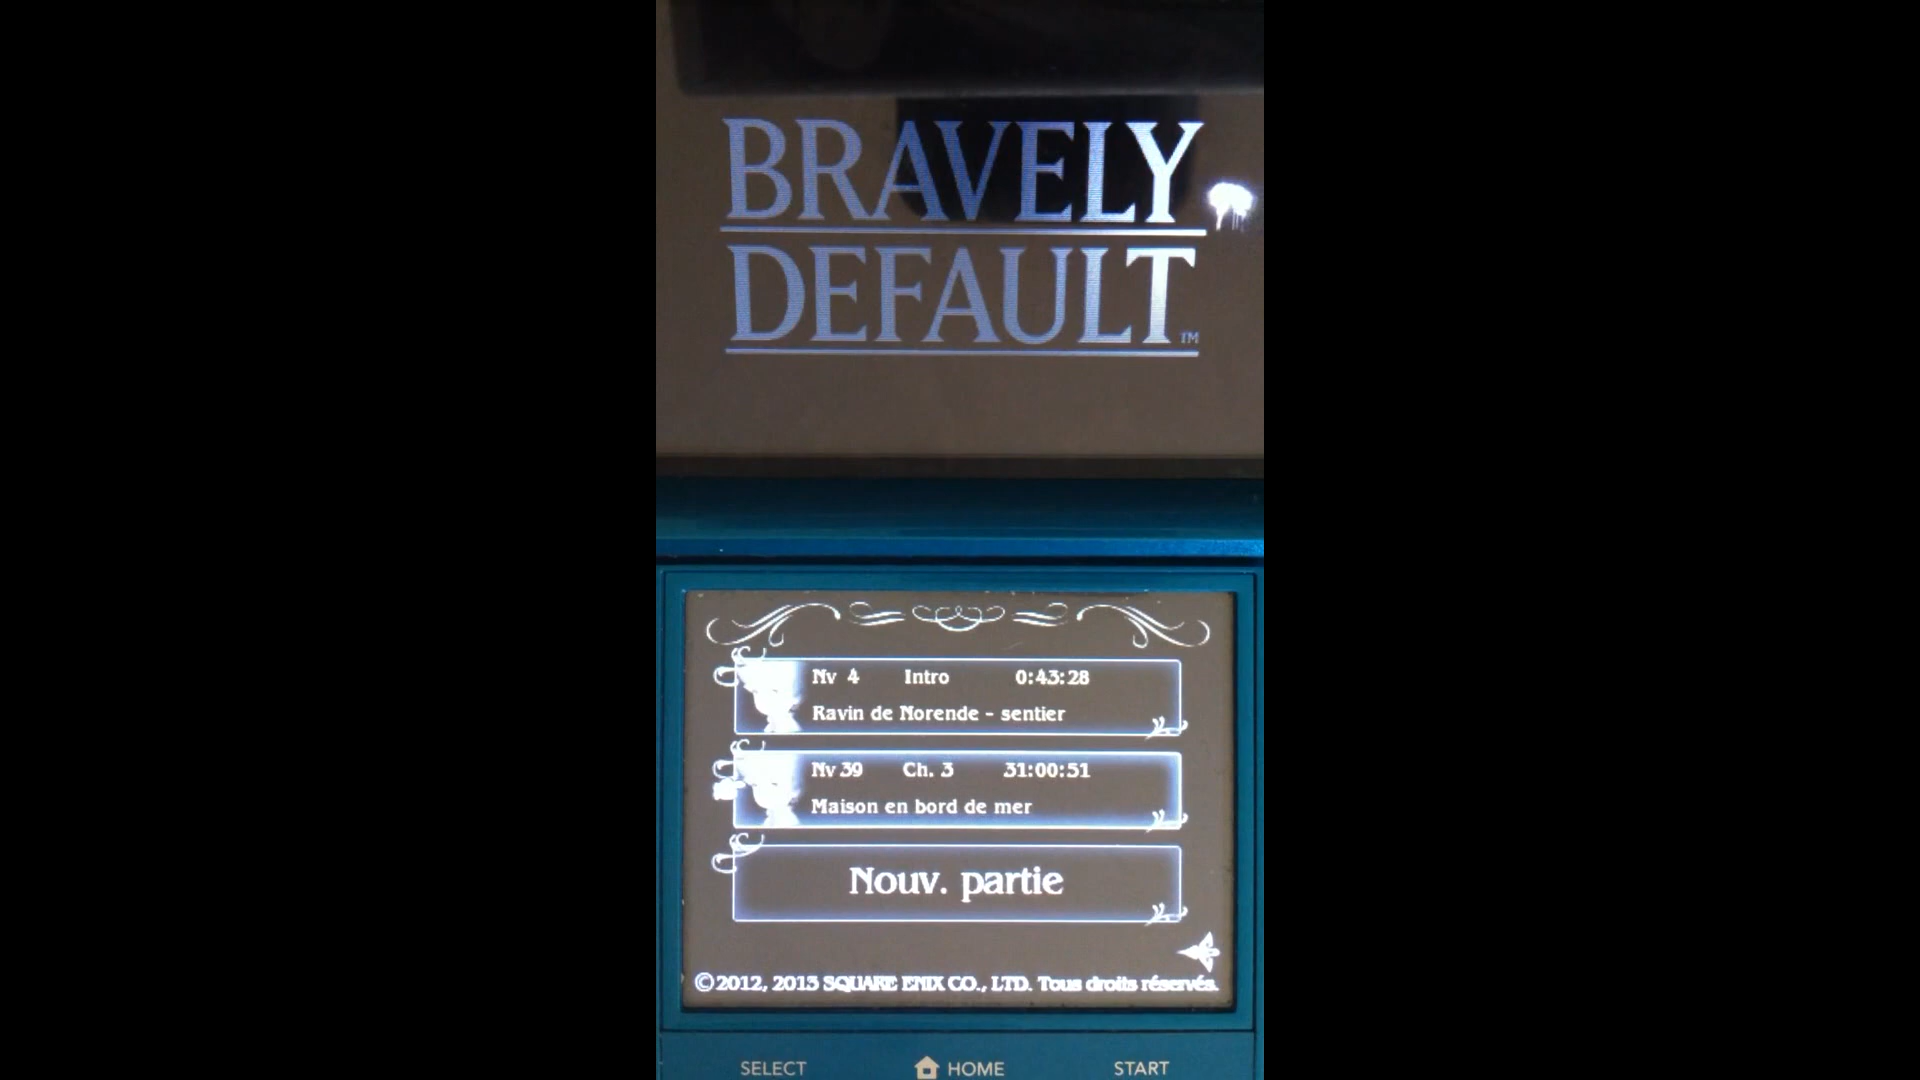 BRAVELY
DEFAULT
TM
Nv 4 Intro 0:43:28
Ravin de Norende - sentier
Nv 39 Ch. 3 31:00:51
Maison en bord de mer
Nouv. partie
©2012, 2013 SQUARE ENIX CO., LTD. Tous droits réservés.
SELECT HOME START